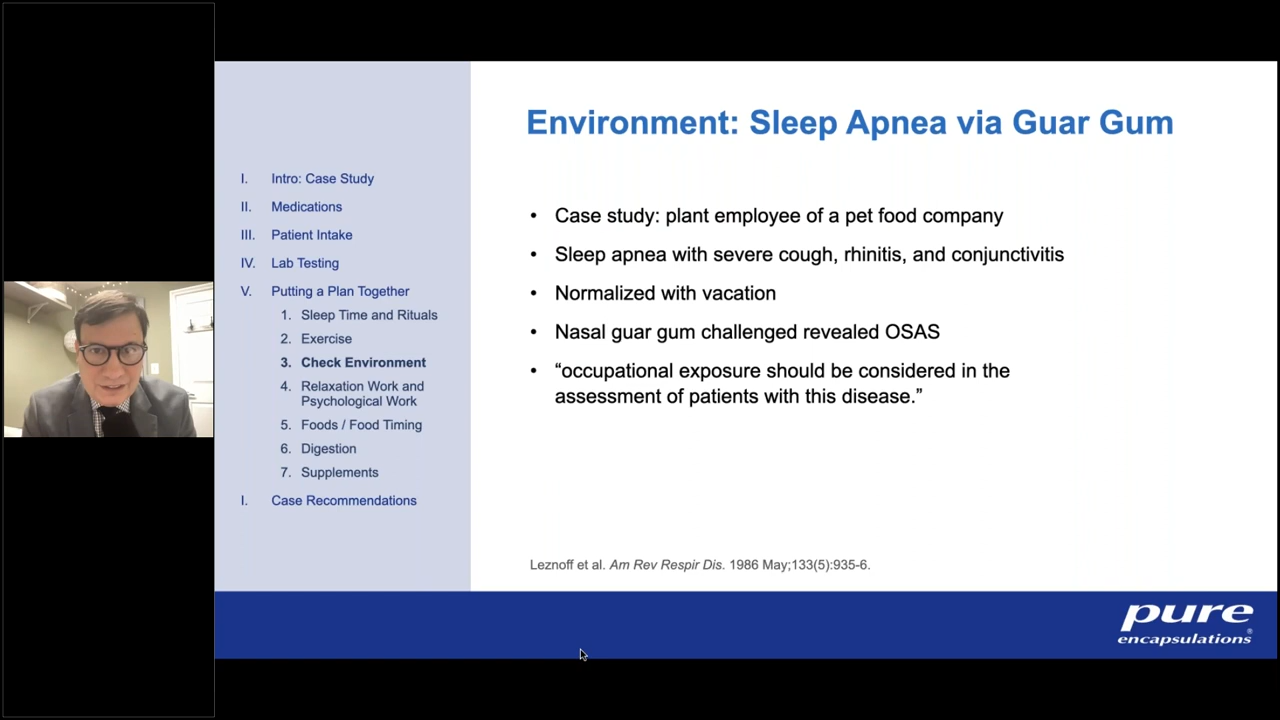 Environment: Sleep Apnea via Guar Gum
I. Intro: Case Study
II. Medications
III. Patient Intake
IV. Lab Testing
V. Putting a Plan Together
1. Sleep Time and Rituals
2. Exercise
3. Check Environment
4. Relaxation Work and
Psychological Work
5. Foods / Food Timing
6. Digestion
7. Supplements
I. Case Recommendations
• Case study: plant employee of a pet food company
• Sleep apnea with severe cough, rhinitis, and conjunctivitis
• Normalized with vacation
• Nasal guar gum challenged revealed OSAS
• “occupational exposure should be considered in the
assessment of patients with this disease.”
Leznoff et al. Am Rev Respir Dis. 1986 May;133(5):935-6.
pure
encapsulations®